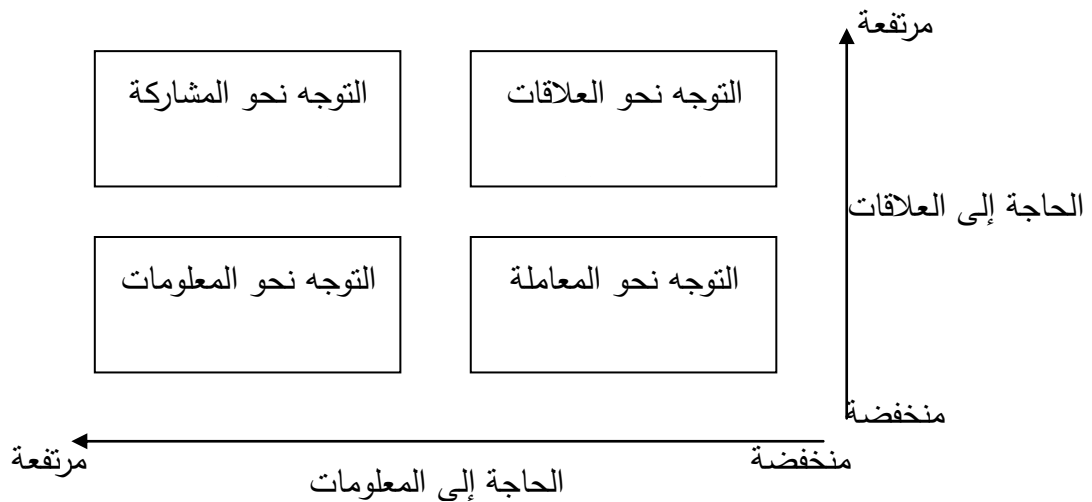 مرتفعة
التوجه نحو العلاقات
التوجه نحو المشاركة
الحاجة إلى العلاقات
التوجه نحو المعاملة
التوجه نحو المعلومات
منخفضة
منخفضة
مرتفعة
الحاجة إلى المعلومات